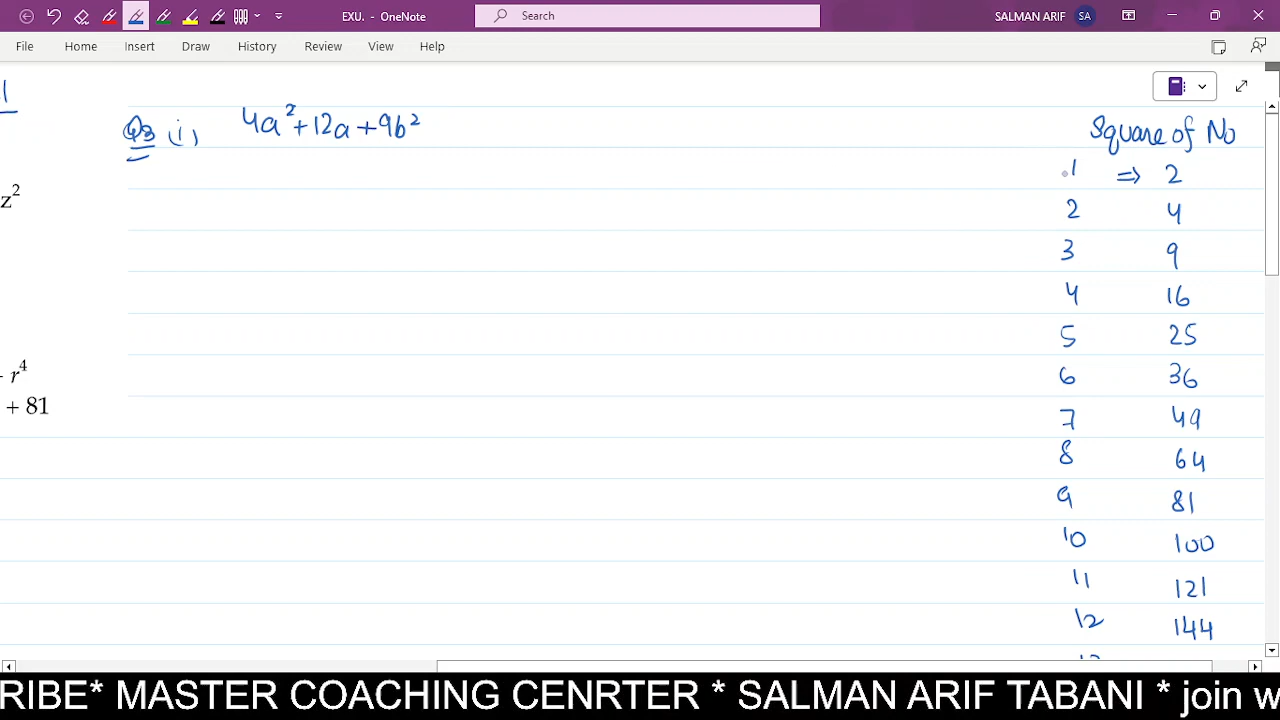 EXU. - OneNote
Search
SALMAN ARIF
SA
File Home Insert Draw History Review View Help
1
Q3 (i) 4a²+12a+9b²
Square of No
1 ⇒ 2
z²
2 4
3 9
4 16
5 25
- r⁴
6 36
+ 81
7 49
8 64
9 81
10 100
11 121
12 144
RIBE* MASTER COACHING CENRTER * SALMAN ARIF TABANI * join w